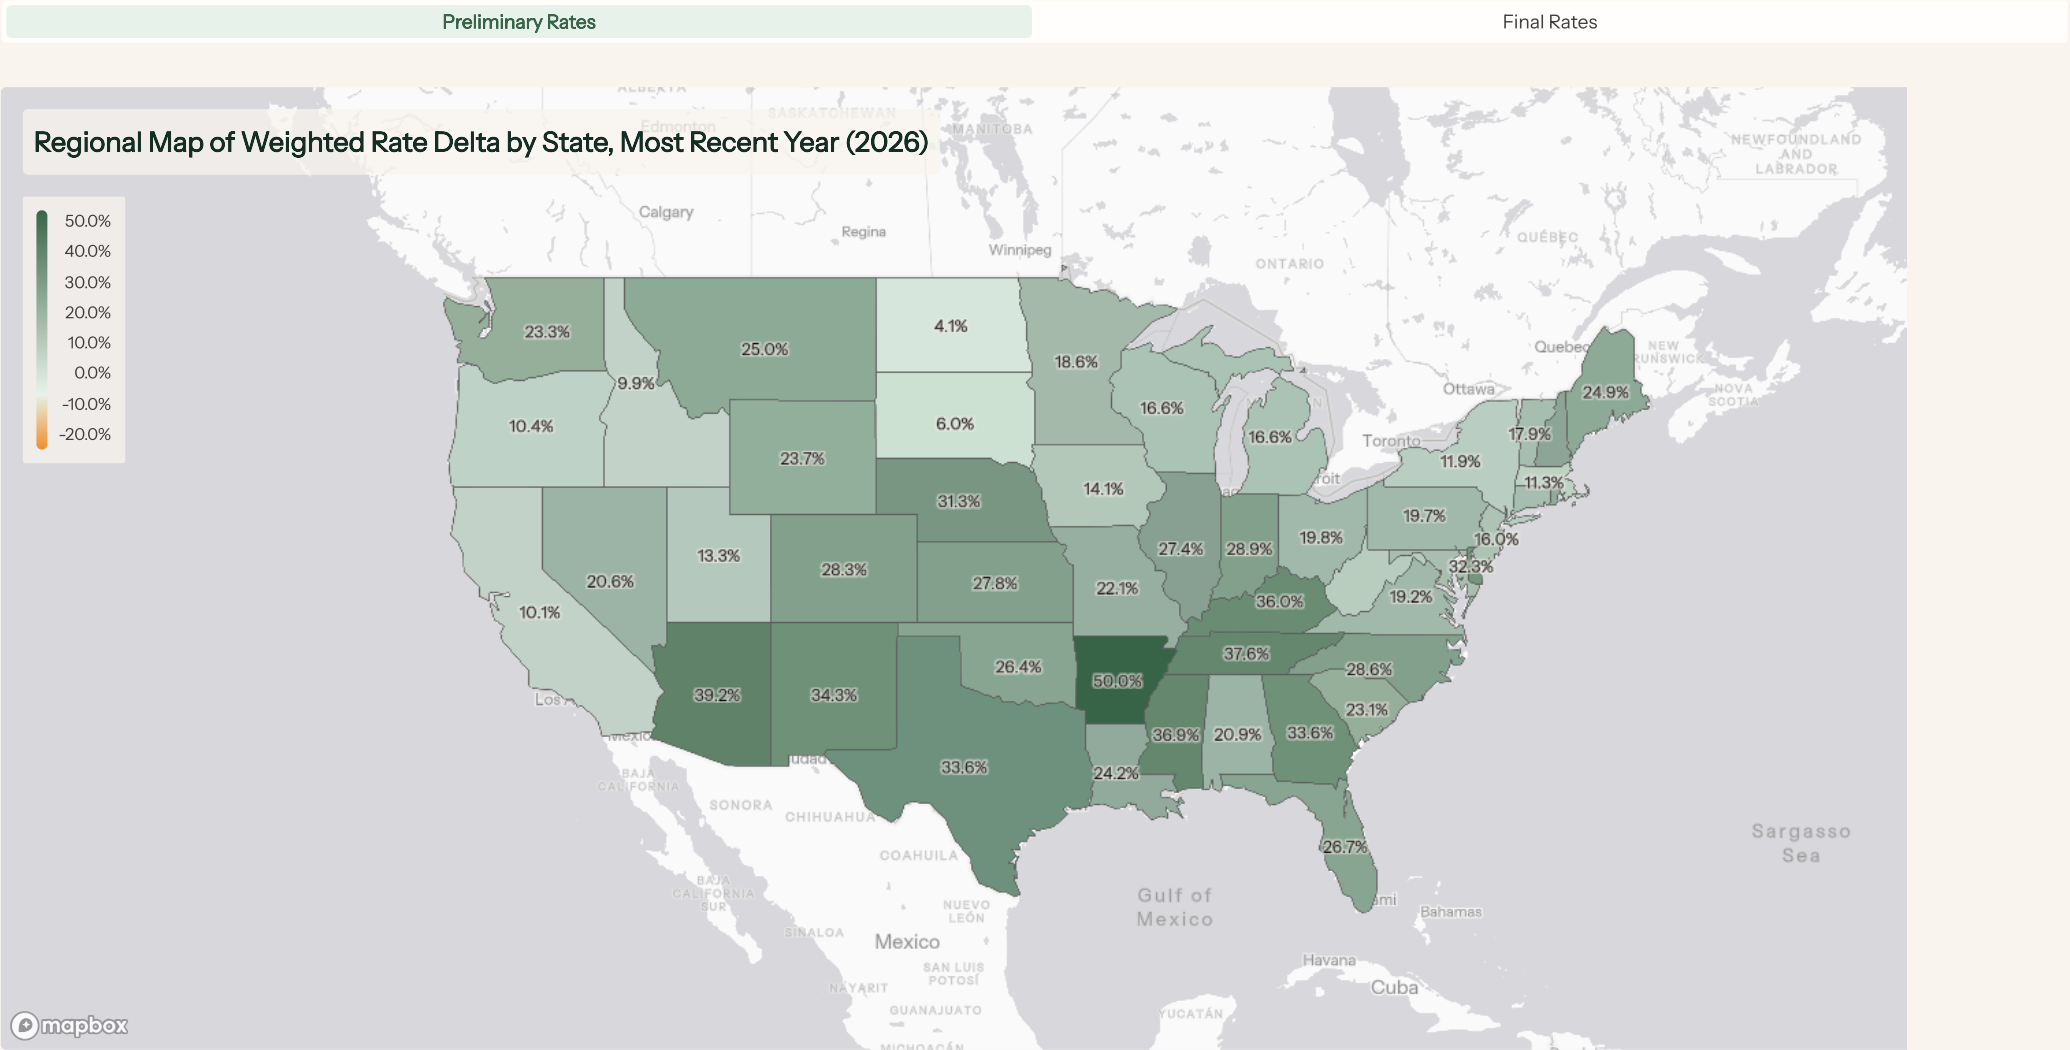 Preliminary Rates
Final Rates
ALBERTA
SASKATCHEWAN
Edmonton
MANITOBA
Regional Map of Weighted Rate Delta by State, Most Recent Year (2026)
NEWFOUNDLAND
AND
LABRADOR
50.0%
40.0%
30.0%
20.0%
10.0%
0.0%
-10.0%
-20.0%
Calgary
Regina
Winnipeg
QUÉBEC
ONTARIO
23.3%
25.0%
4.1%
18.6%
9.9%
Quebec
NEW
RUNSWICK
NOVA
SCOTIA
Ottawa
24.9%
10.4%
6.0%
16.6%
16.6%
Toronto
17.9%
23.7%
11.9%
11.3%
14.1%
roit
31.3%
19.7%
13.3%
28.3%
27.4%
28.9%
19.8%
16.0%
20.6%
27.8%
22.1%
32.3%
10.1%
36.0%
19.2%
26.4%
37.6%
28.6%
39.2%
34.3%
50.0%
23.1%
Los A
Mexic
36.9%
20.9%
33.6%
udad
33.6%
24.2%
BAJA
CALIFORNIA
SONORA
CHIHUAHUA
26.7%
Sargasso
Sea
COAHUILA
BAJA
CALIFORNIA
SUR
Gulf of
Mexico
ami
Bahamas
NUEVO
LEÓN
SINALOA
Mexico
Havana
Cuba
SAN LUIS
POTOSÍ
NAYARIT
GUANAJUATO
YUCATÁN
MICHOACÁN
mapbox